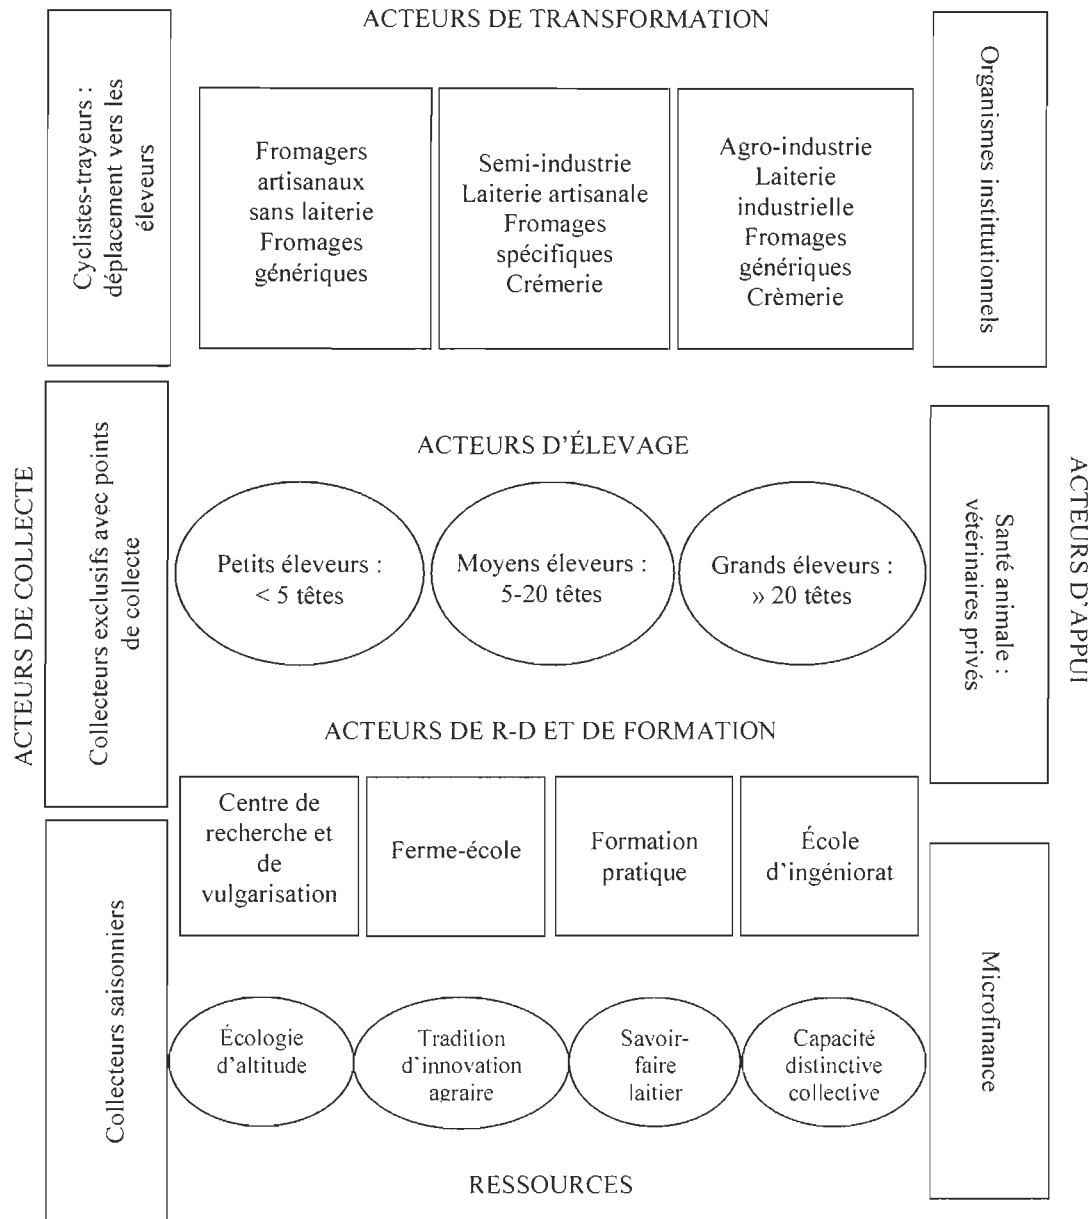 ACTEURS DE TRANSFORMATION
Cyclistes-trayeurs :
déplacement vers les
éleveurs
Fromagers
artisanaux
sans laiterie
Fromages
génériques
Semi-industrie
Laiterie artisanale
Fromages
spécifiques
Crémerie
Agro-industrie
Laiterie
industrielle
Fromages
génériques
Crèmerie
Organismes institutionnels
ACTEURS DE COLLECTE
Collecteurs exclusifs avec points
de collecte
ACTEURS D'ÉLEVAGE
Petits éleveurs :
< 5 têtes
Moyens éleveurs :
5-20 têtes
Grands éleveurs :
» 20 têtes
Santé animale :
vétérinaires privés
ACTEURS D'APPUI
ACTEURS DE R-D ET DE FORMATION
Centre de
recherche et
de
vulgarisation
Ferme-école
Formation
pratique
École
d'ingéniorat
Collecteurs saisonniers
Écologie
d'altitude
Tradition
d'innovation
agraire
Savoir-
faire
laitier
Capacité
distinctive
collective
Microfinance
RESSOURCES